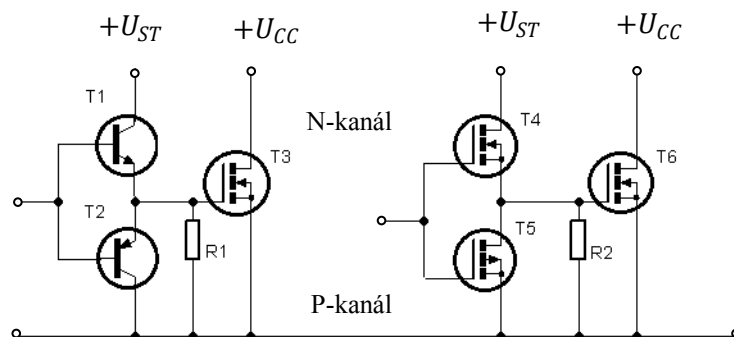 +U_ST
+U_CC
+U_ST
+U_CC
T1
N-kanál
T4
T3
T6
T2
T5
R1
R2
P-kanál